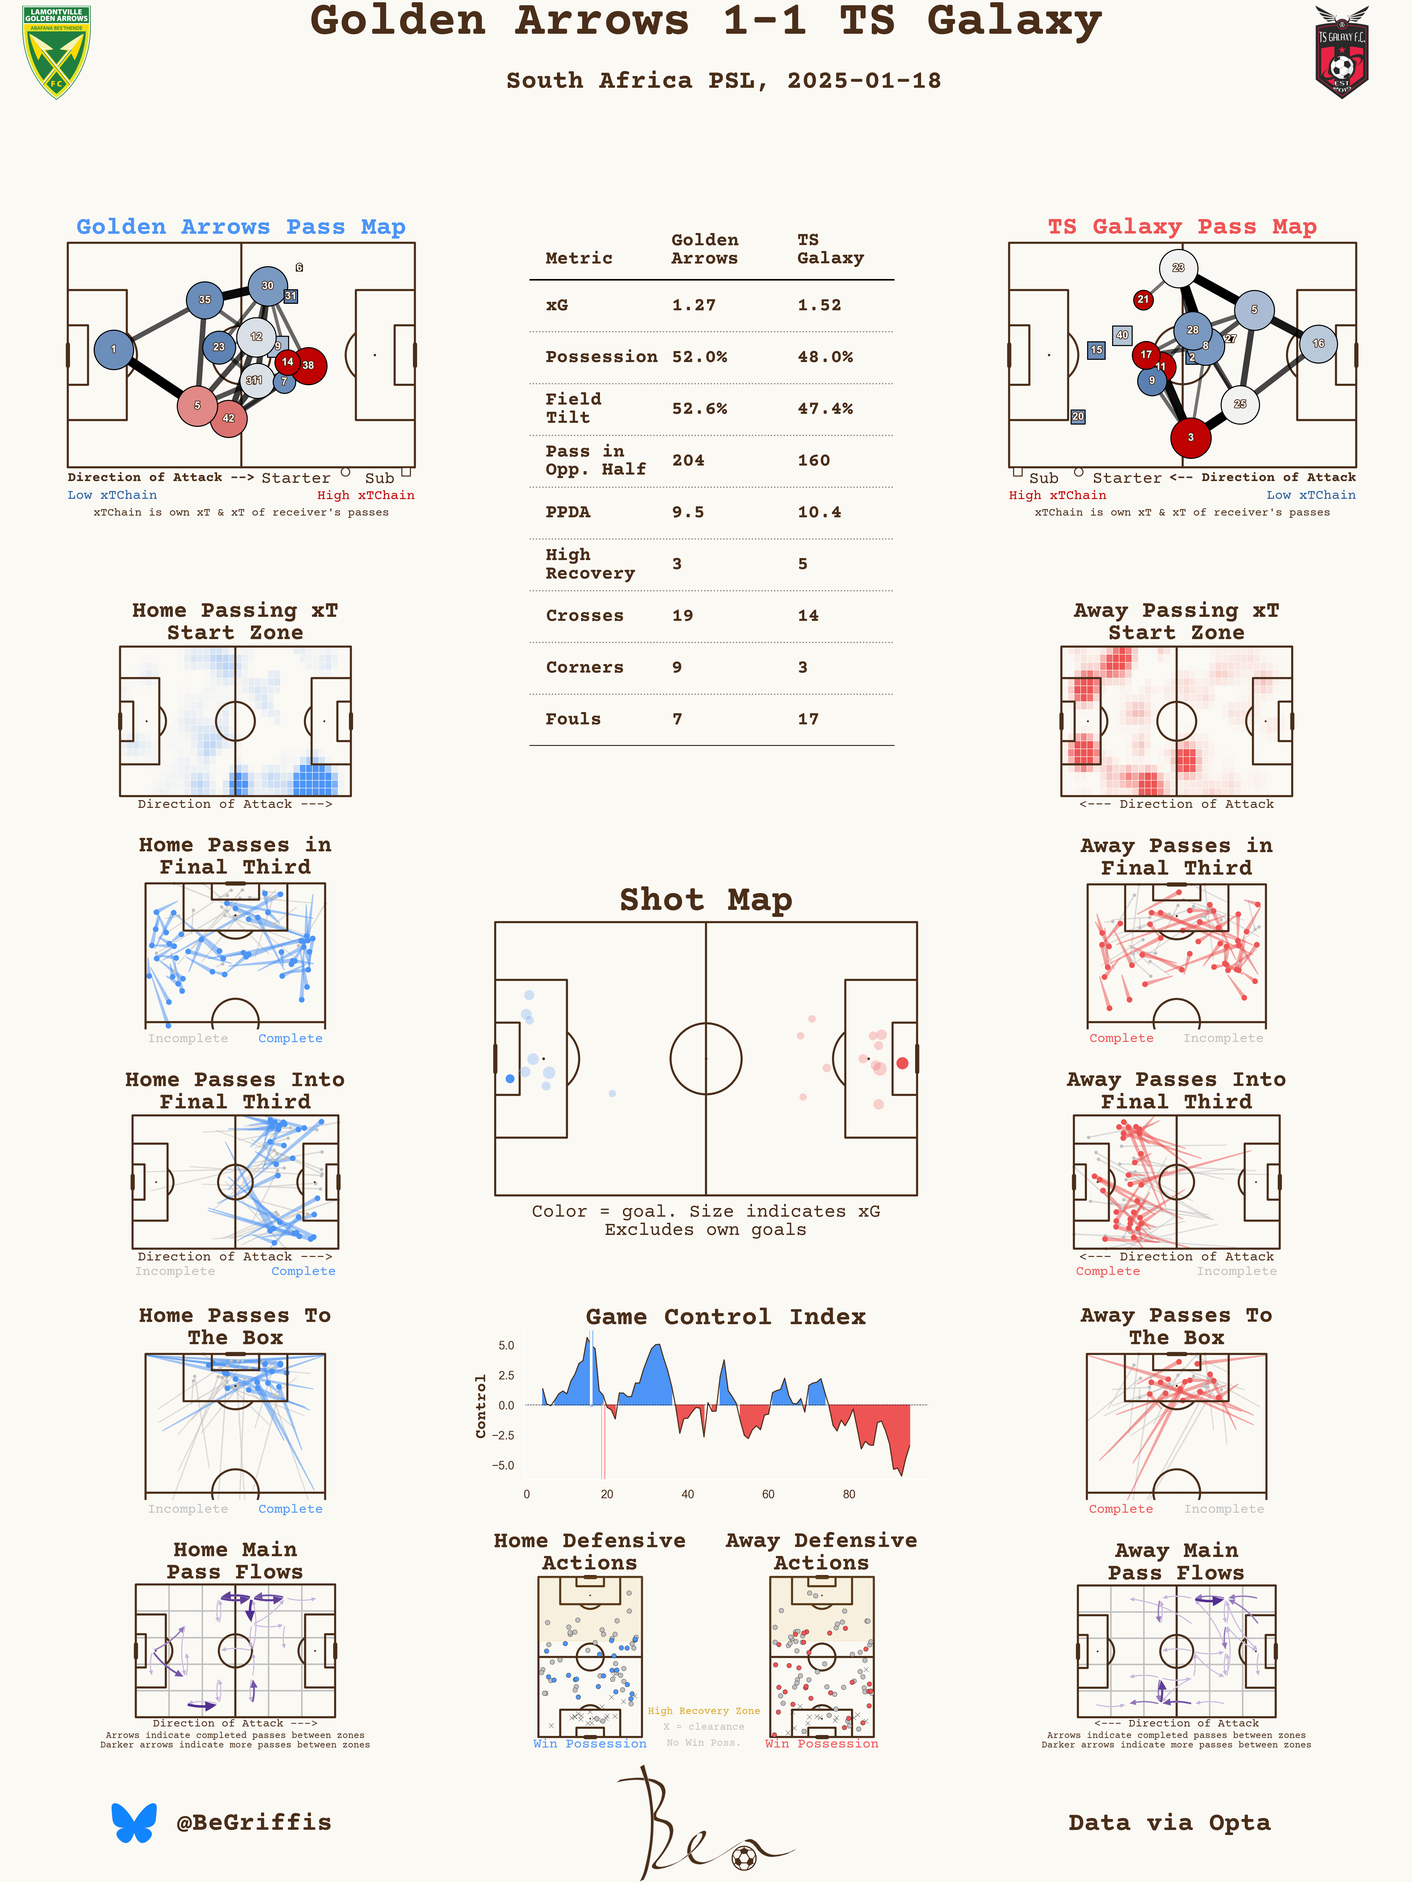 Golden Arrows 1-1 TS Galaxy
South Africa PSL, 2025-01-18
LAMONTVILLE
GOLDEN ARROWS
ABAFANA BES'THENDE
FC
TS GALAXY F.C.
EST
2015
Golden Arrows Pass Map
1
35
5
42
23
30
12
9
31
6
14
38
7
Direction of Attack --> Starter Sub
Low xTChain High xTChain
xTChain is own xT & xT of receiver's passes
Metric Golden Arrows TS Galaxy
xG 1.27 1.52
Possession 52.0% 48.0%
Field Tilt 52.6% 47.4%
Pass in Opp. Half 204 160
PPDA 9.5 10.4
High Recovery 3 5
Crosses 19 14
Corners 9 3
Fouls 7 17
TS Galaxy Pass Map
23
21
5
40
28
8
27
16
15
17
11
2
9
25
20
3
Sub Starter <-- Direction of Attack
High xTChain Low xTChain
xTChain is own xT & xT of receiver's passes
Home Passing xT
Start Zone
Direction of Attack --->
Away Passing xT
Start Zone
<--- Direction of Attack
Home Passes in
Final Third
Incomplete Complete
Away Passes in
Final Third
Complete Incomplete
Shot Map
Color = goal. Size indicates xG
Excludes own goals
Home Passes Into
Final Third
Direction of Attack --->
Incomplete Complete
Away Passes Into
Final Third
<--- Direction of Attack
Complete Incomplete
Home Passes To
The Box
Incomplete Complete
Game Control Index
Control
5.0
2.5
0.0
−2.5
−5.0
0 20 40 60 80
Away Passes To
The Box
Complete Incomplete
Home Main
Pass Flows
Direction of Attack --->
Arrows indicate completed passes between zones
Darker arrows indicate more passes between zones
Home Defensive
Actions
Win Possession
High Recovery Zone
X = clearance
No Win Poss.
Away Defensive
Actions
Win Possession
Away Main
Pass Flows
<--- Direction of Attack
Arrows indicate completed passes between zones
Darker arrows indicate more passes between zones
@BeGriffis
Ben
Data via Opta